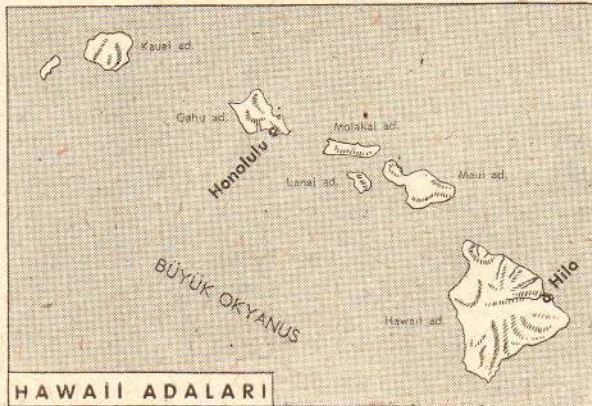 Kauai ad.
Oahu ad.
Honolulu
Molakai ad.
Lanai ad.
Maui ad.
Hilo
Hawaii ad.
BÜYÜK OKYANUS
HAWAİİ ADALARI